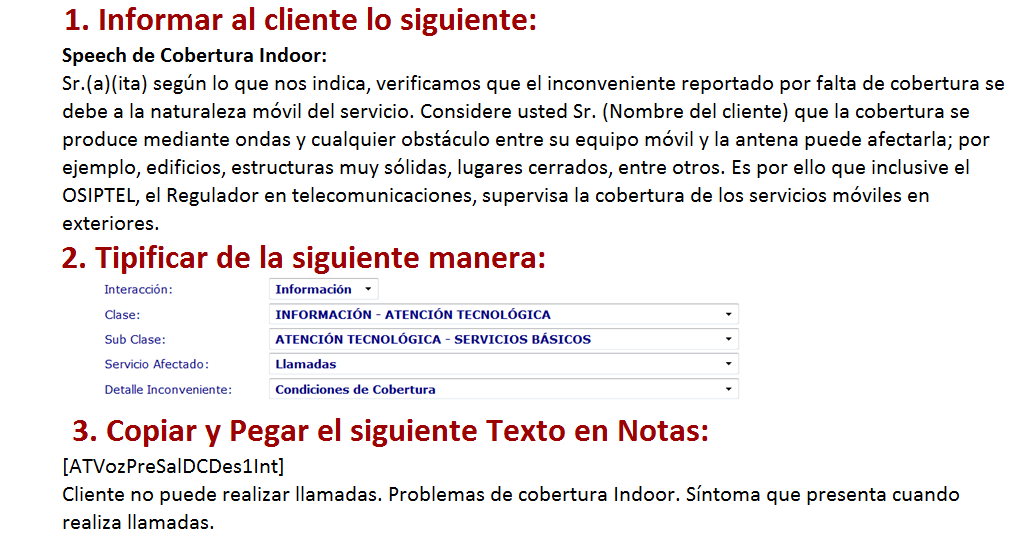 1. Informar al cliente lo siguiente:
Speech de Cobertura Indoor:
Sr.(a)(ita) según lo que nos indica, verificamos que el inconveniente reportado por falta de cobertura se
debe a la naturaleza móvil del servicio. Considere usted Sr. (Nombre del cliente) que la cobertura se
produce mediante ondas y cualquier obstáculo entre su equipo móvil y la antena puede afectarla; por
ejemplo, edificios, estructuras muy sólidas, lugares cerrados, entre otros. Es por ello que inclusive el
OSIPTEL, el Regulador en telecomunicaciones, supervisa la cobertura de los servicios móviles en
exteriores.
2. Tipificar de la siguiente manera:
Interacción: Información
Clase: INFORMACIÓN - ATENCIÓN TECNOLÓGICA
Sub Clase: ATENCIÓN TECNOLÓGICA - SERVICIOS BÁSICOS
Servicio Afectado: Llamadas
Detalle Inconveniente: Condiciones de Cobertura
3. Copiar y Pegar el siguiente Texto en Notas:
[ATVozPreSalDCDes1Int]
Cliente no puede realizar llamadas. Problemas de cobertura Indoor. Síntoma que presenta cuando
realiza llamadas.